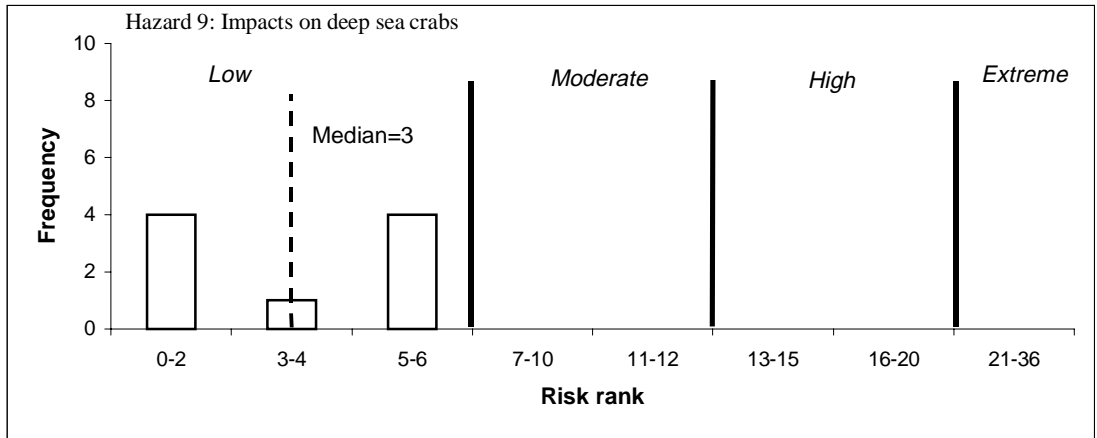 Hazard 9: Impacts on deep sea crabs
10
8
6
4
2
0
Frequency
Low
Moderate
High
Extreme
Median=3
0-2
3-4
5-6
7-10
11-12
13-15
16-20
21-36
Risk rank